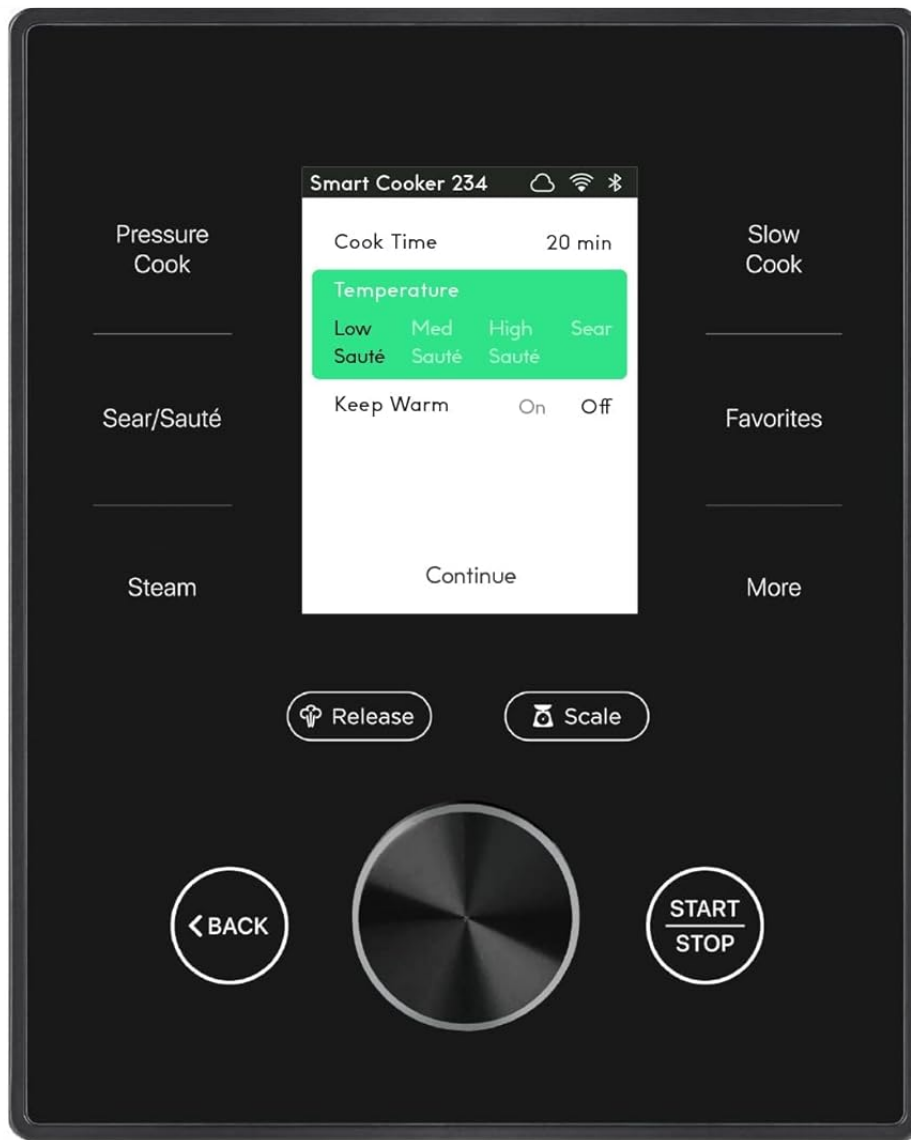 Smart Cooker 234
Pressure
Cook
Cook Time 20 min
Slow
Cook
Temperature
Low Med High Sear
Sauté Sauté Sauté
Sear/Sauté
Keep Warm On Off
Favorites
Steam
Continue
More
Release
Scale
BACK
START
STOP